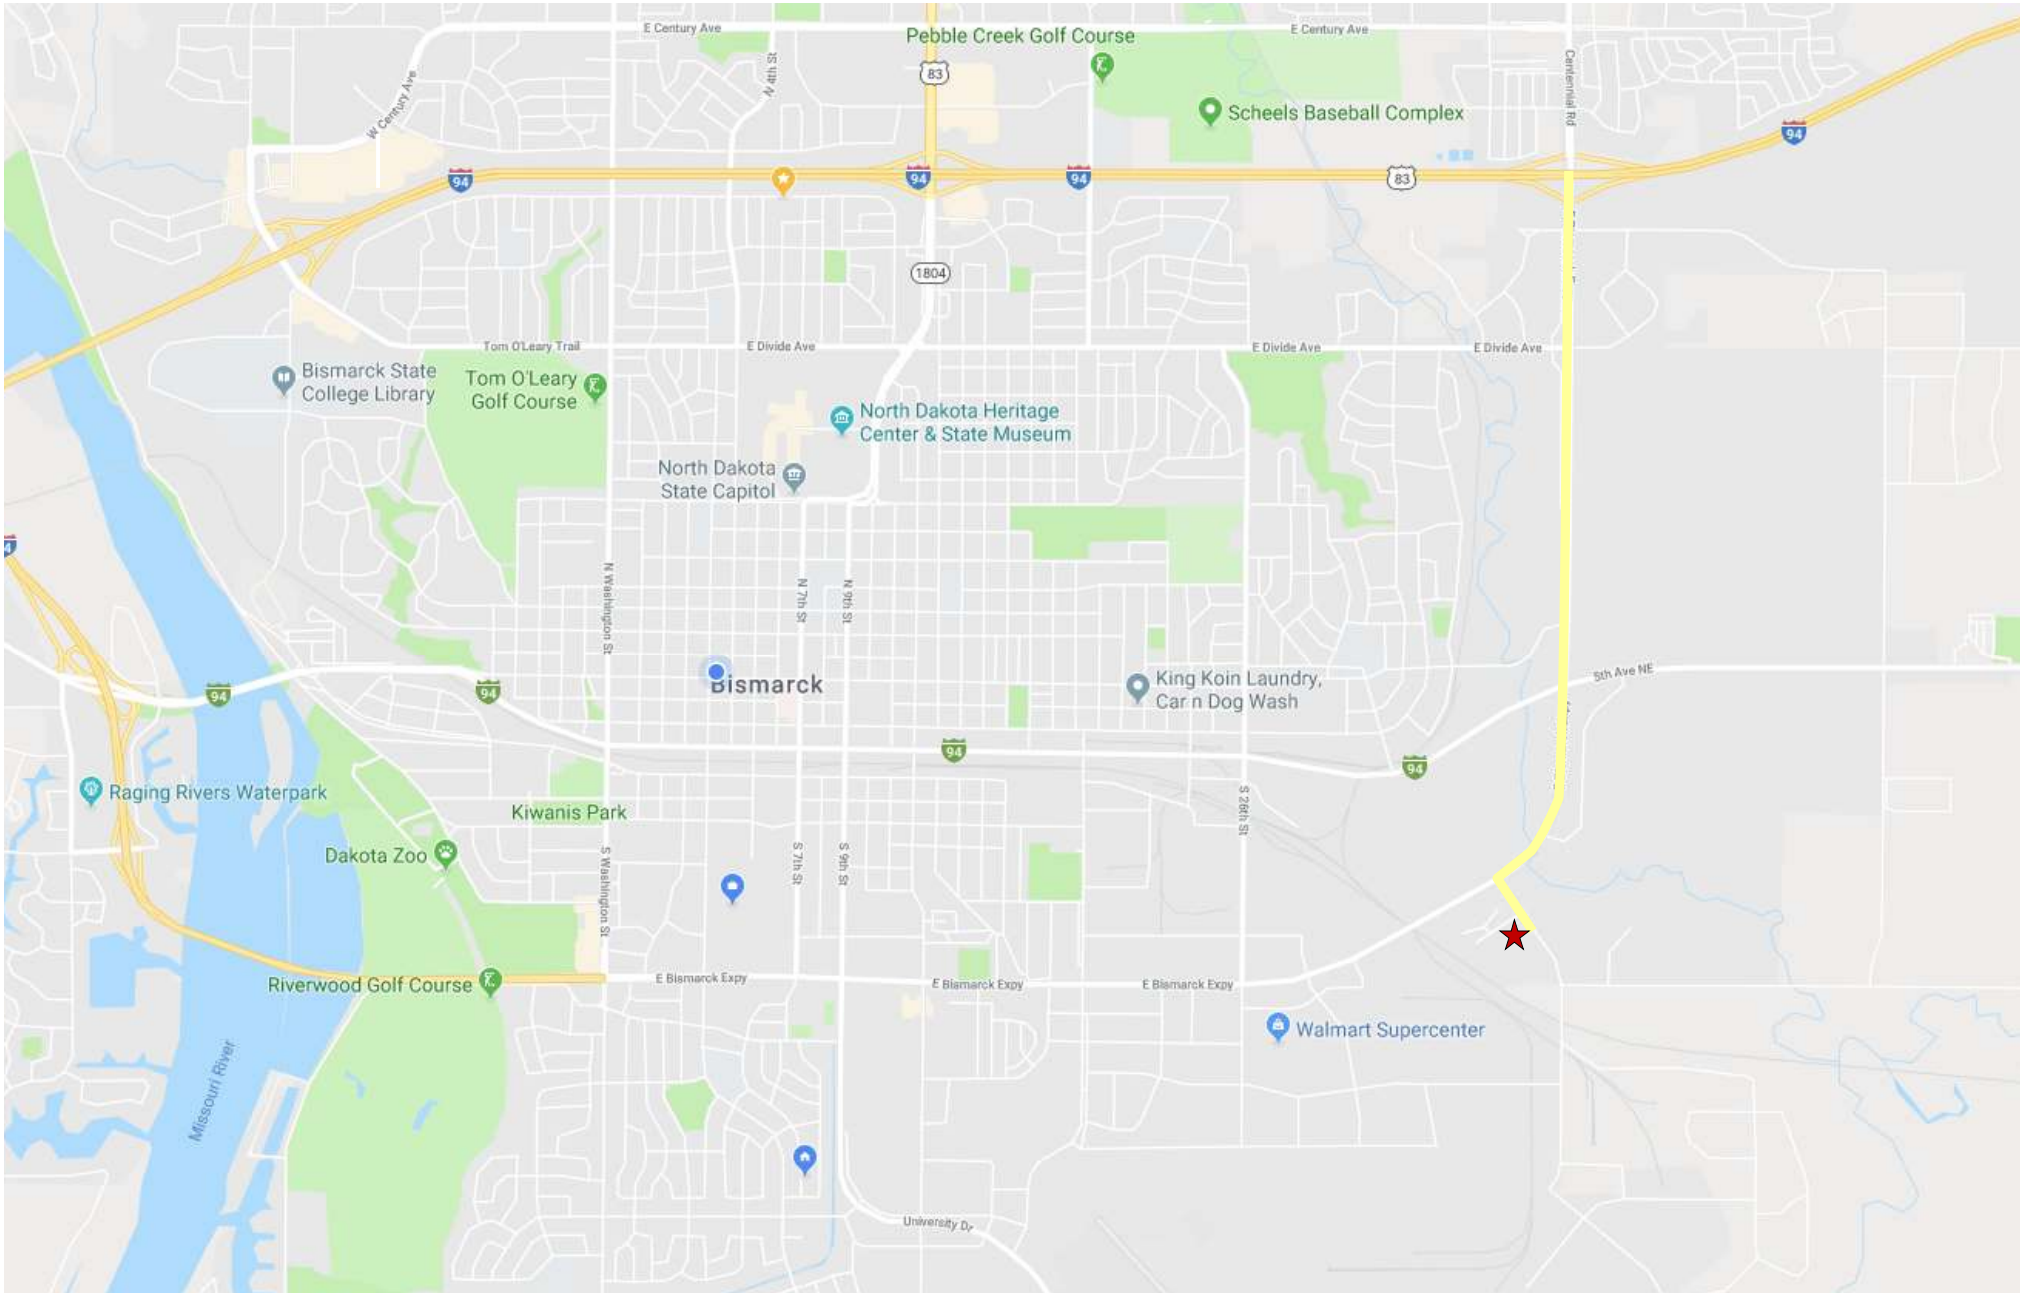 E Century Ave
Pebble Creek Golf Course
E Century Ave
N 4th St
83
Centennial Rd
W Century Ave
Scheels Baseball Complex
94
94
94
94
83
1804
Tom O'Leary Trail
E Divide Ave
E Divide Ave
E Divide Ave
Bismarck State
College Library
Tom O'Leary
Golf Course
North Dakota Heritage
Center & State Museum
North Dakota
State Capitol
4
N Washington St
N 7th St
N 9th St
Bismarck
King Koin Laundry,
Car n Dog Wash
5th Ave NE
94
94
94
94
Raging Rivers Waterpark
Kiwanis Park
S 26th St
Dakota Zoo
S Washington St
S 7th St
S 9th St
Riverwood Golf Course
E Bismarck Expy
E Bismarck Expy
E Bismarck Expy
Walmart Supercenter
Missouri River
University Dr